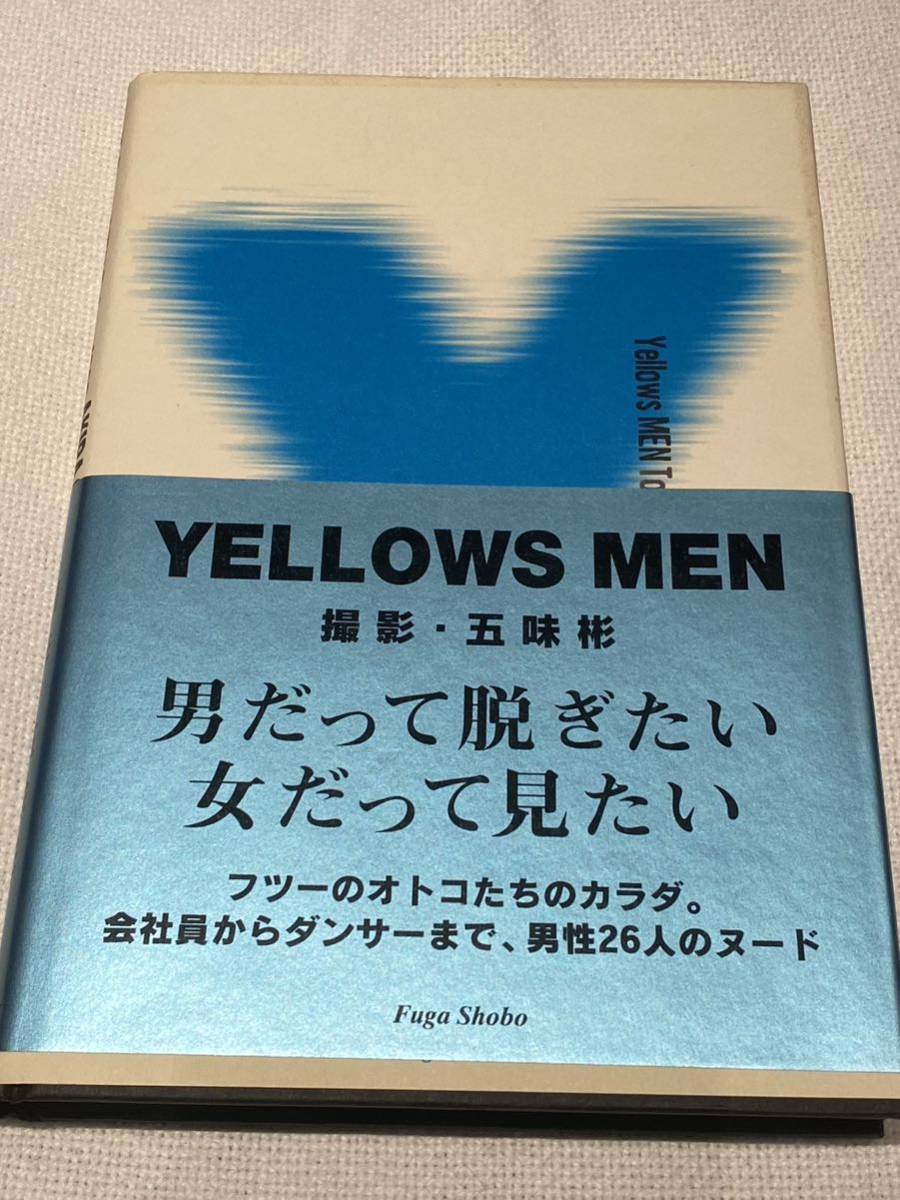 Yellows MEN To
YELLOWS MEN
撮影・五味彬
男だって脱ぎたい
女だって見たい
フツーのオトコたちのカラダ。
会社員からダンサーまで、男性26人のヌード
Fuga Shobo